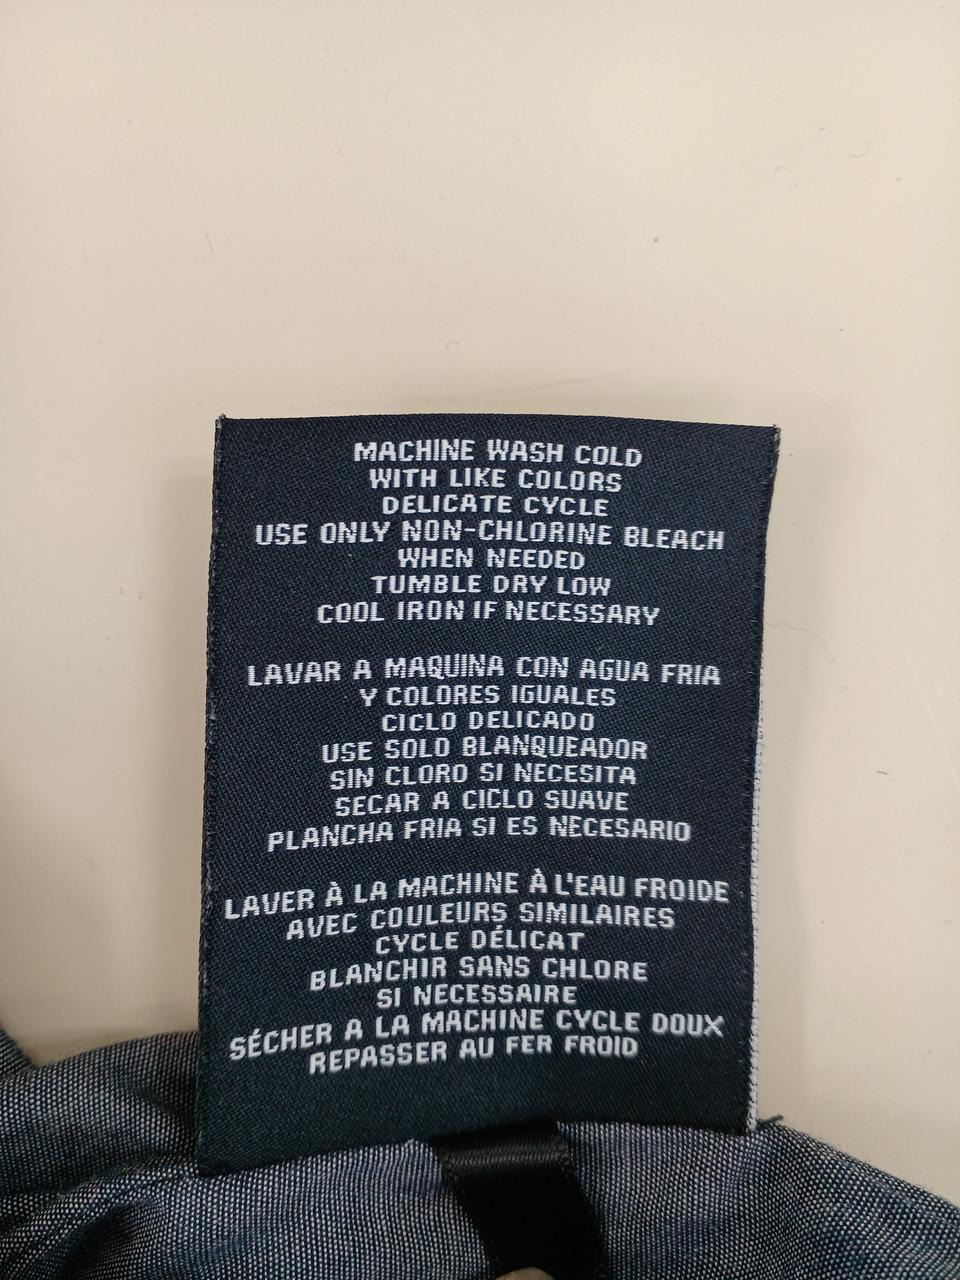 MACHINE WASH COLD
WITH LIKE COLORS
DELICATE CYCLE
USE ONLY NON-CHLORINE BLEACH
WHEN NEEDED
TUMBLE DRY LOW
COOL IRON IF NECESSARY
LAVAR A MAQUINA CON AGUA FRIA
Y COLORES IGUALES
CICLO DELICADO
USE SOLO BLANQUEADOR
SIN CLORO SI NECESITA
SECAR A CICLO SUAVE
PLANCHA FRIA SI ES NECESARIO
LAVER À LA MACHINE À L'EAU FROIDE
AVEC COULEURS SIMILAIRES
CYCLE DÉLICAT
BLANCHIR SANS CHLORE
SI NECESSAIRE
SÉCHER A LA MACHINE CYCLE DOUX
REPASSER AU FER FROID